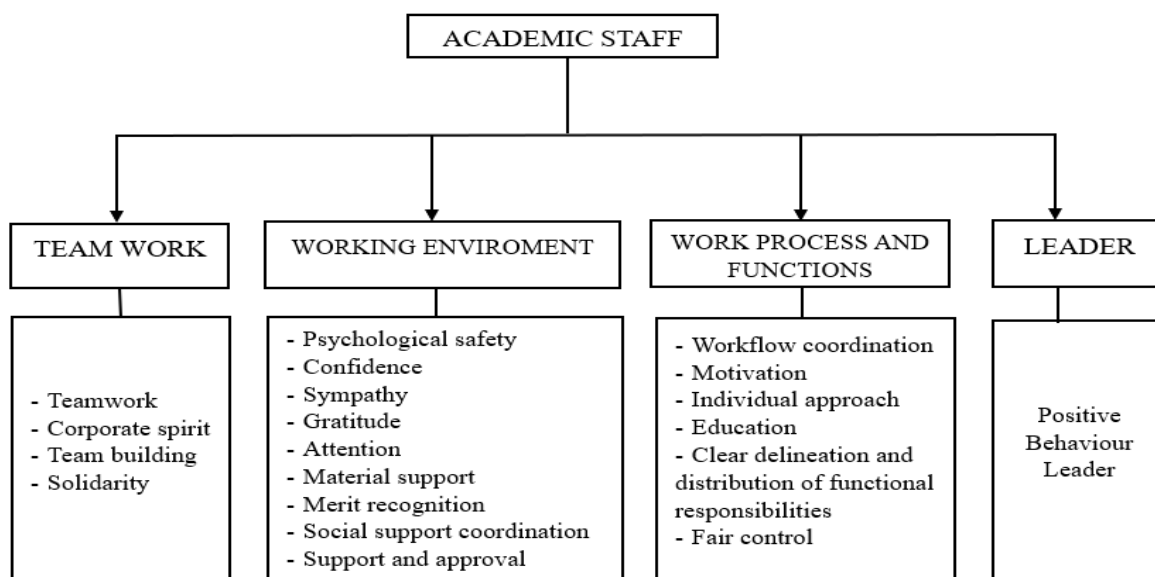 ACADEMIC STAFF
TEAM WORK
WORKING ENVIROMENT
WORK PROCESS AND
FUNCTIONS
LEADER
- Teamwork
- Corporate spirit
- Team building
- Solidarity
- Psychological safety
- Confidence
- Sympathy
- Gratitude
- Attention
- Material support
- Merit recognition
- Social support coordination
- Support and approval
- Workflow coordination
- Motivation
- Individual approach
- Education
- Clear delineation and
distribution of functional
responsibilities
- Fair control
Positive
Behaviour
Leader